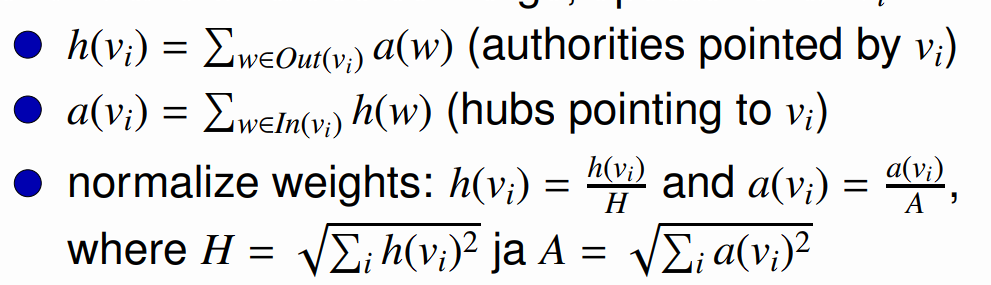 ● h(vᵢ) = ∑_{w∈Out(vᵢ)} a(w) (authorities pointed by vᵢ)
● a(vᵢ) = ∑_{w∈In(vᵢ)} h(w) (hubs pointing to vᵢ)
● normalize weights: h(vᵢ) = h(vᵢ)/H and a(vᵢ) = a(vᵢ)/A,
where H = √(∑ᵢ h(vᵢ)²) ja A = √(∑ᵢ a(vᵢ)²)